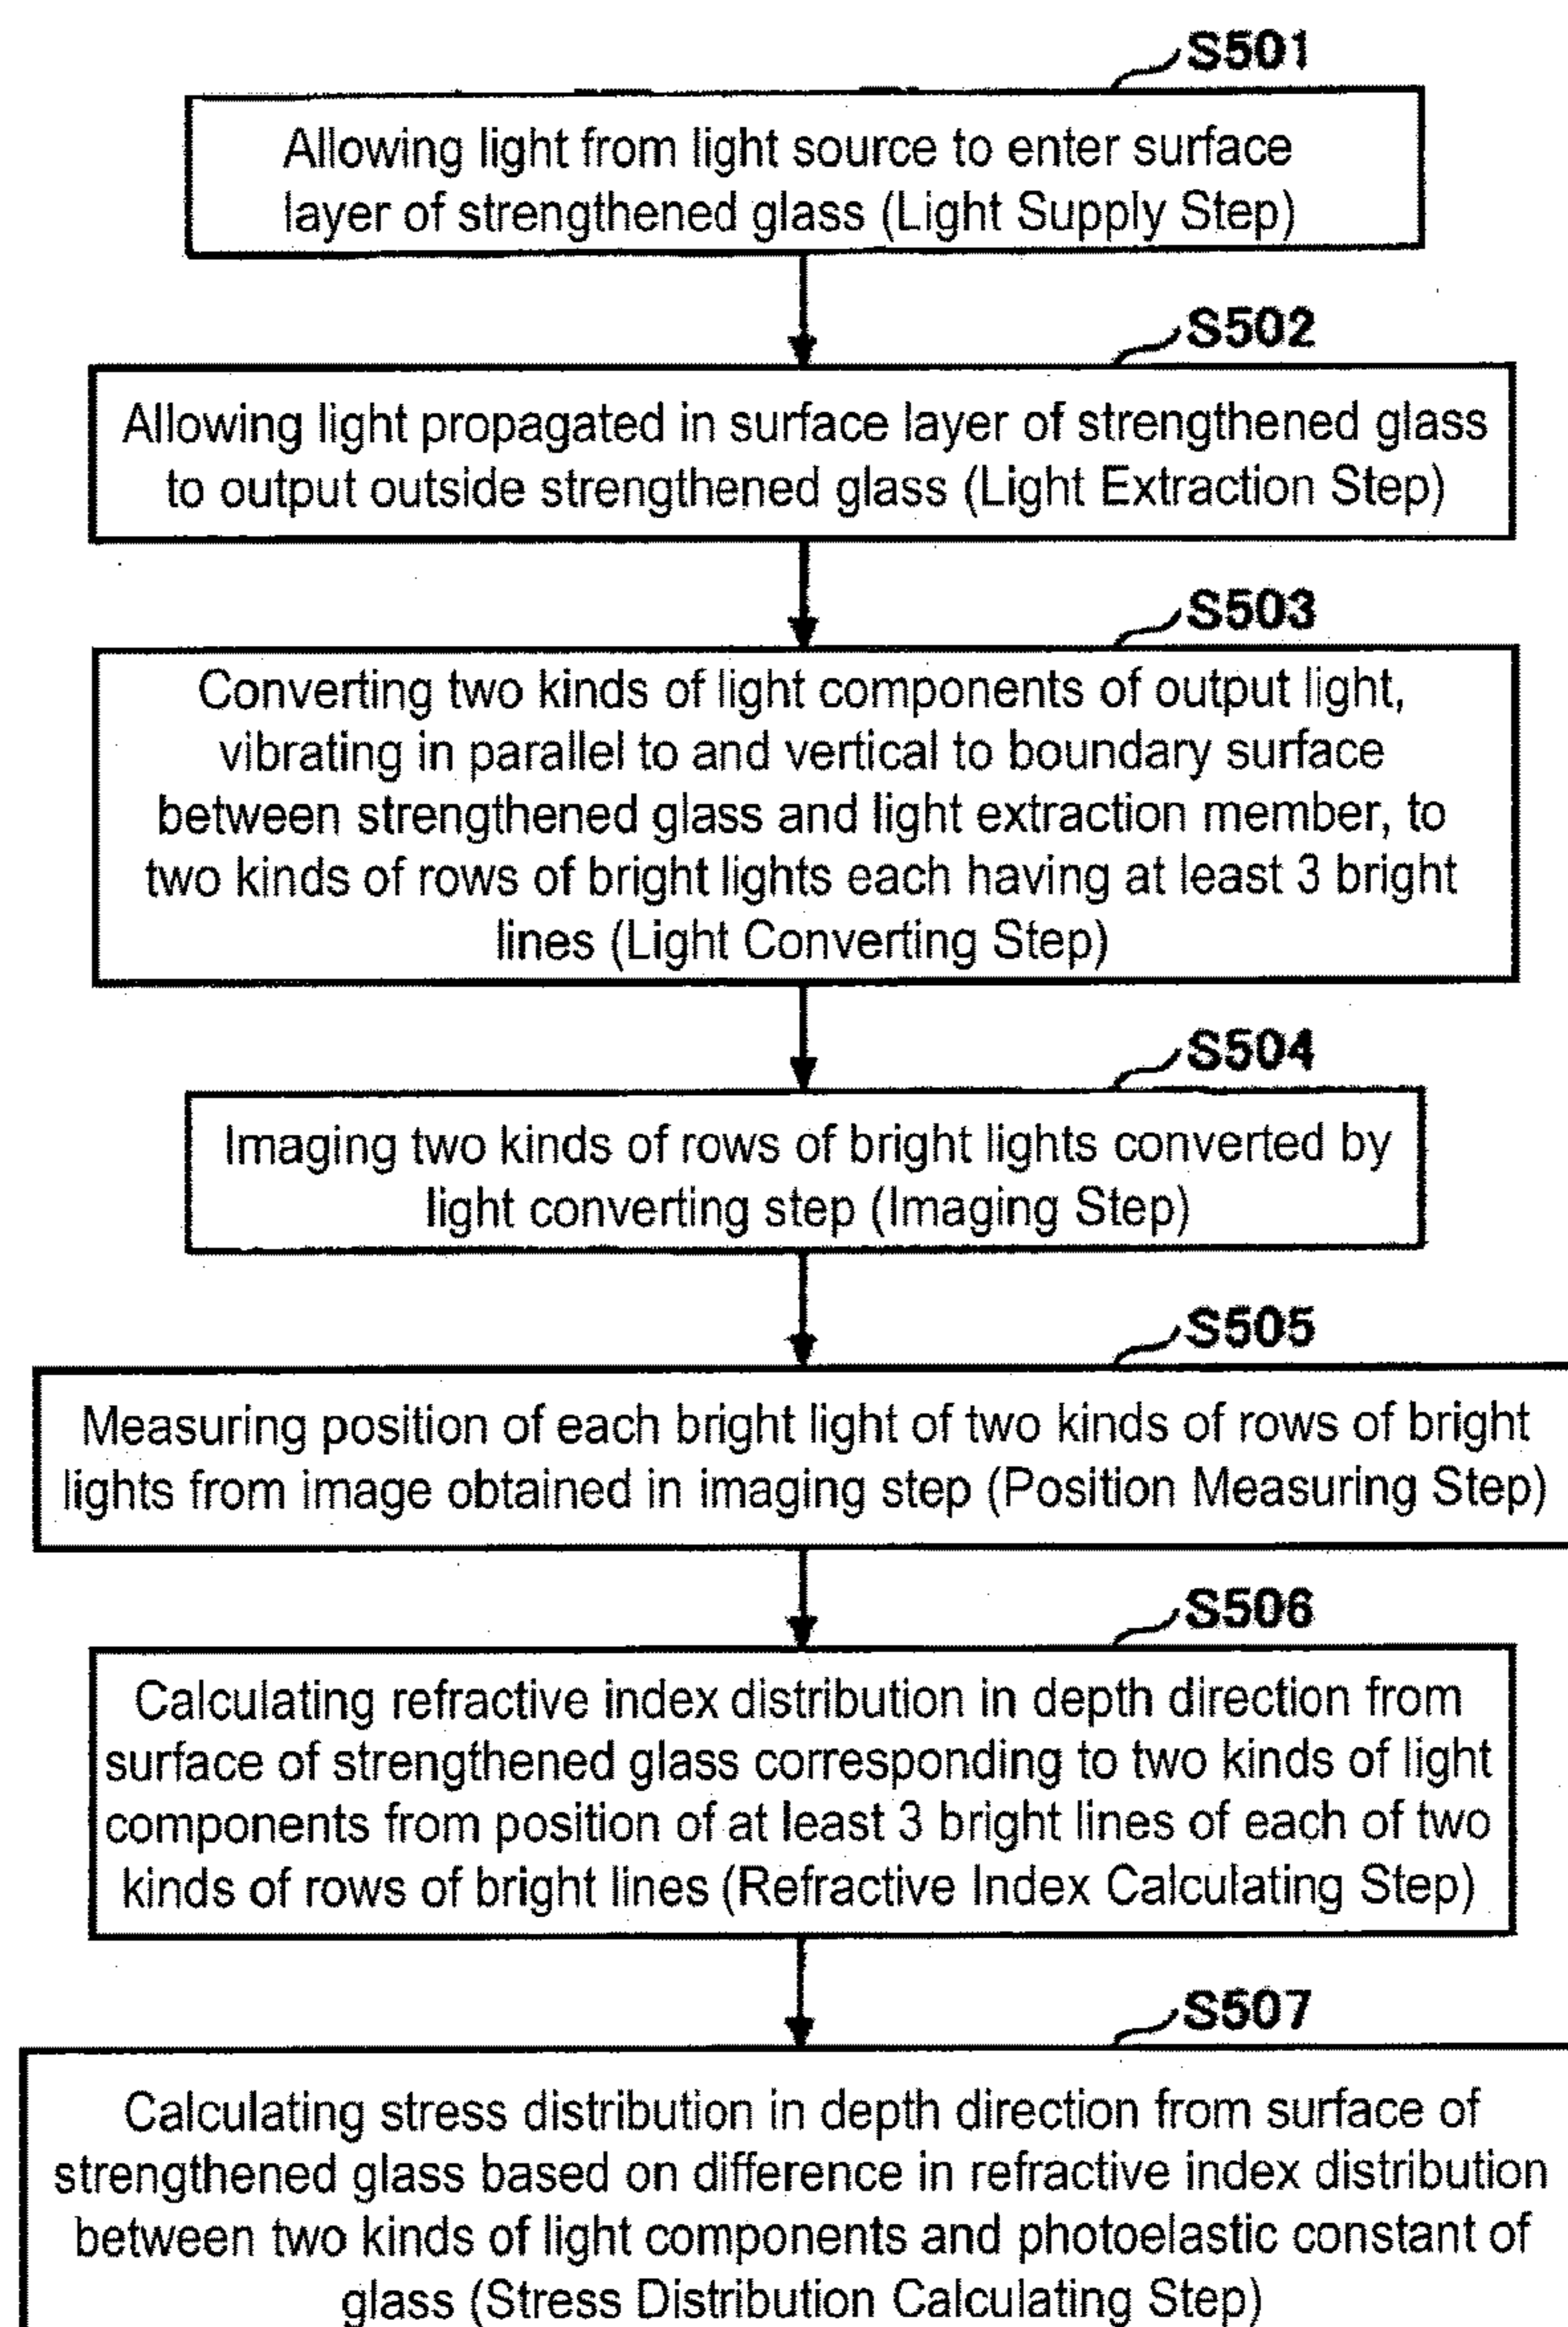 S501
Allowing light from light source to enter surface
layer of strengthened glass (Light Supply Step)
S502
Allowing light propagated in surface layer of strengthened glass
to output outside strengthened glass (Light Extraction Step)
S503
Converting two kinds of light components of output light,
vibrating in parallel to and vertical to boundary surface
between strengthened glass and light extraction member, to
two kinds of rows of bright lights each having at least 3 bright
lines (Light Converting Step)
S504
Imaging two kinds of rows of bright lights converted by
light converting step (Imaging Step)
S505
Measuring position of each bright light of two kinds of rows of bright
lights from image obtained in imaging step (Position Measuring Step)
S506
Calculating refractive index distribution in depth direction from
surface of strengthened glass corresponding to two kinds of light
components from position of at least 3 bright lines of each of two
kinds of rows of bright lines (Refractive Index Calculating Step)
S507
Calculating stress distribution in depth direction from surface of
strengthened glass based on difference in refractive index distribution
between two kinds of light components and photoelastic constant of
glass (Stress Distribution Calculating Step)